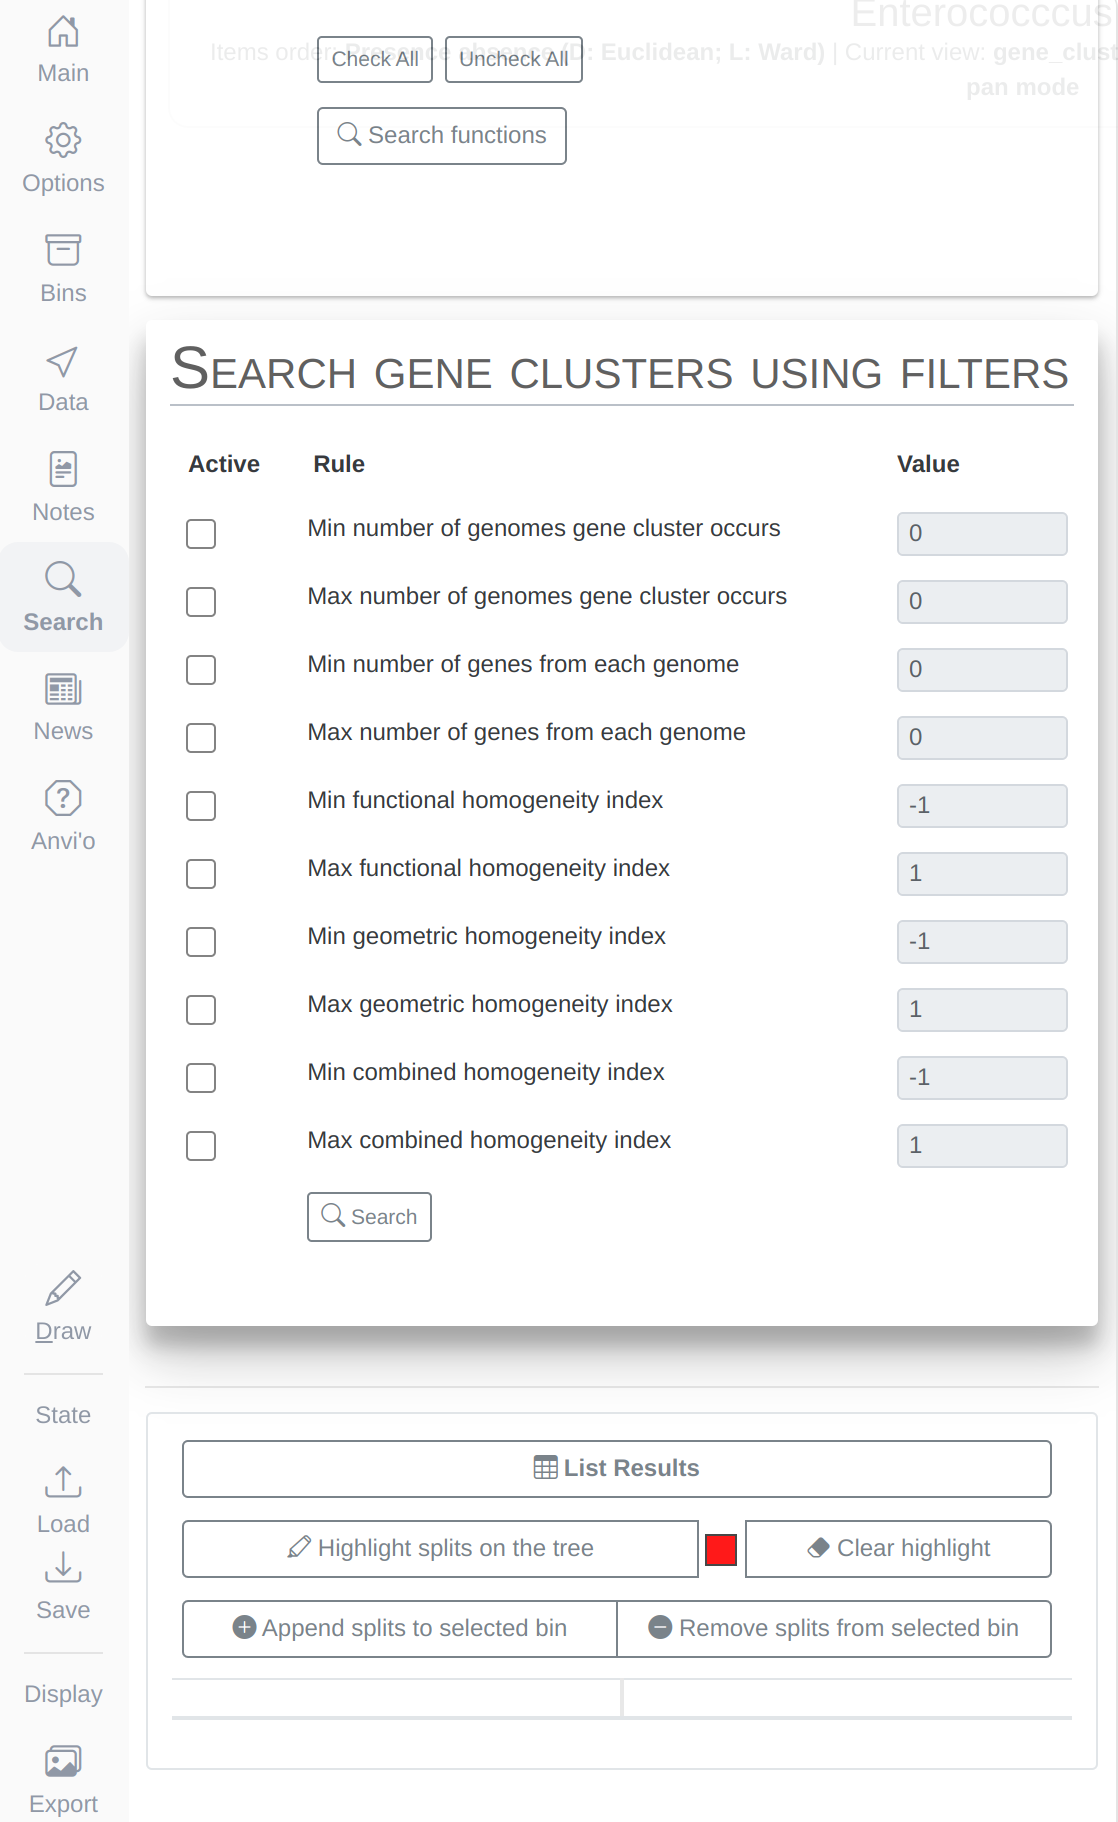 Main
Options
Bins
Data
Notes
Search
News
Anvi'o
Draw
State
Load
Save
Display
Export
Enterococccus
Items order: Presence absence (D: Euclidean; L: Ward) | Current view: gene_clust
pan mode
Check All
Uncheck All
Search functions
Search gene clusters using filters
Active Rule Value
Min number of genomes gene cluster occurs 0
Max number of genomes gene cluster occurs 0
Min number of genes from each genome 0
Max number of genes from each genome 0
Min functional homogeneity index -1
Max functional homogeneity index 1
Min geometric homogeneity index -1
Max geometric homogeneity index 1
Min combined homogeneity index -1
Max combined homogeneity index 1
Search
List Results
Highlight splits on the tree
Clear highlight
Append splits to selected bin
Remove splits from selected bin